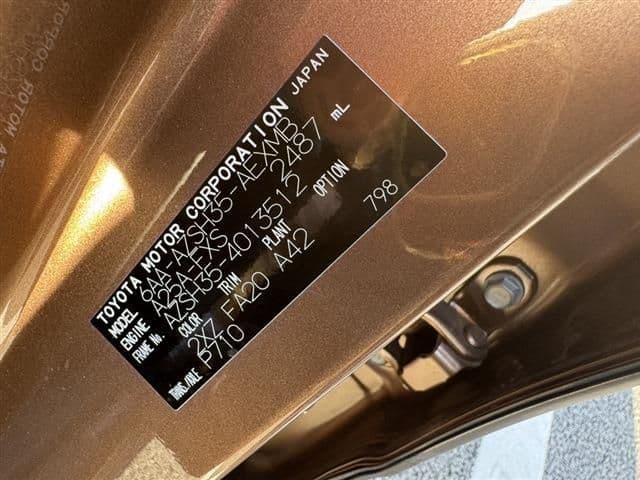 TOYOTA MOTOR CORPORATION JAPAN
MODEL 6AA-AZSH35-AEXMB
ENGINE A25A-FXS 2487 mL
FRAME No. AZSH35-4013512
COLOR TRIM PLANT OPTION
2X7 FA20 A42 798
TRANS./AXLE P710